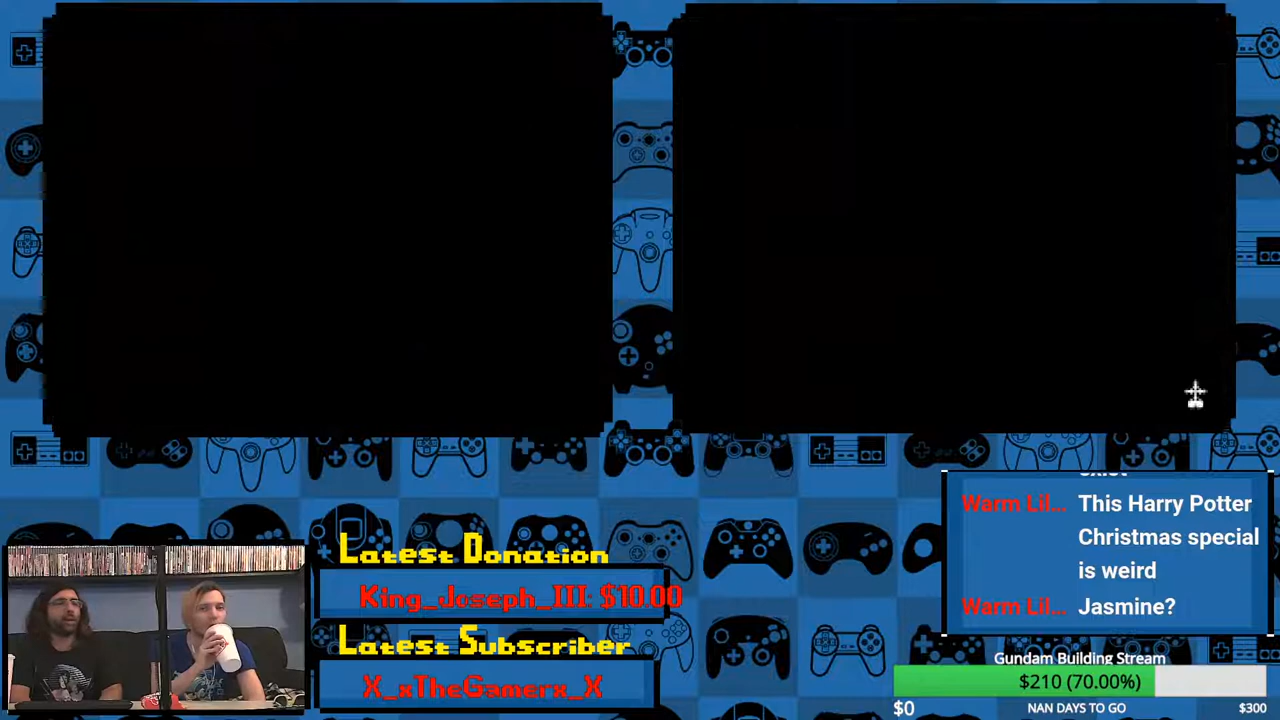 Warm Lil... This Harry Potter
Christmas special
is weird
Warm Lil... Jasmine?
Latest Donation
King_Joseph_III: $10.00
Latest Subscriber
X_xTheGamerx_X
Gundam Building Stream
$210 (70.00%)
$0 NAN DAYS TO GO $300